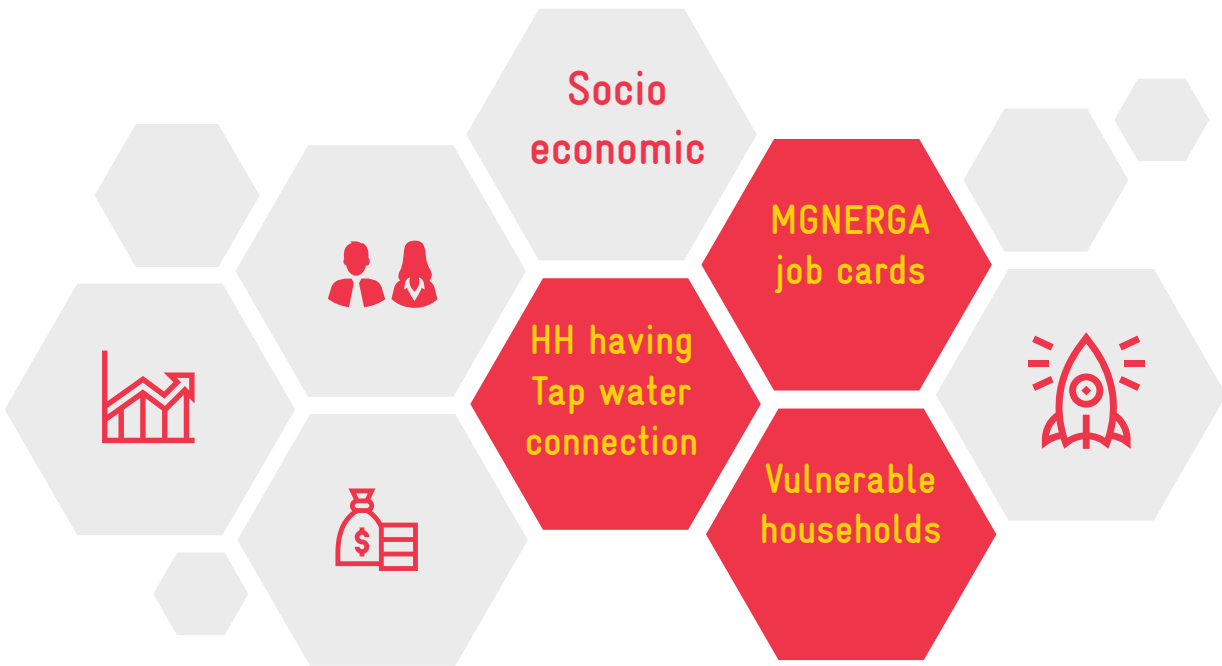 Socio
economic
MGNERGA
job cards
HH having
Tap water
connection
Vulnerable
households
$